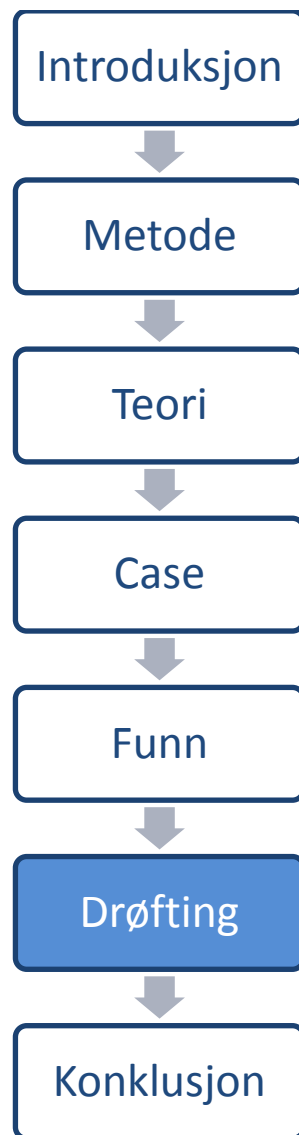 Introduksjon
Metode
Teori
Case
Funn
Drøfting
Konklusjon